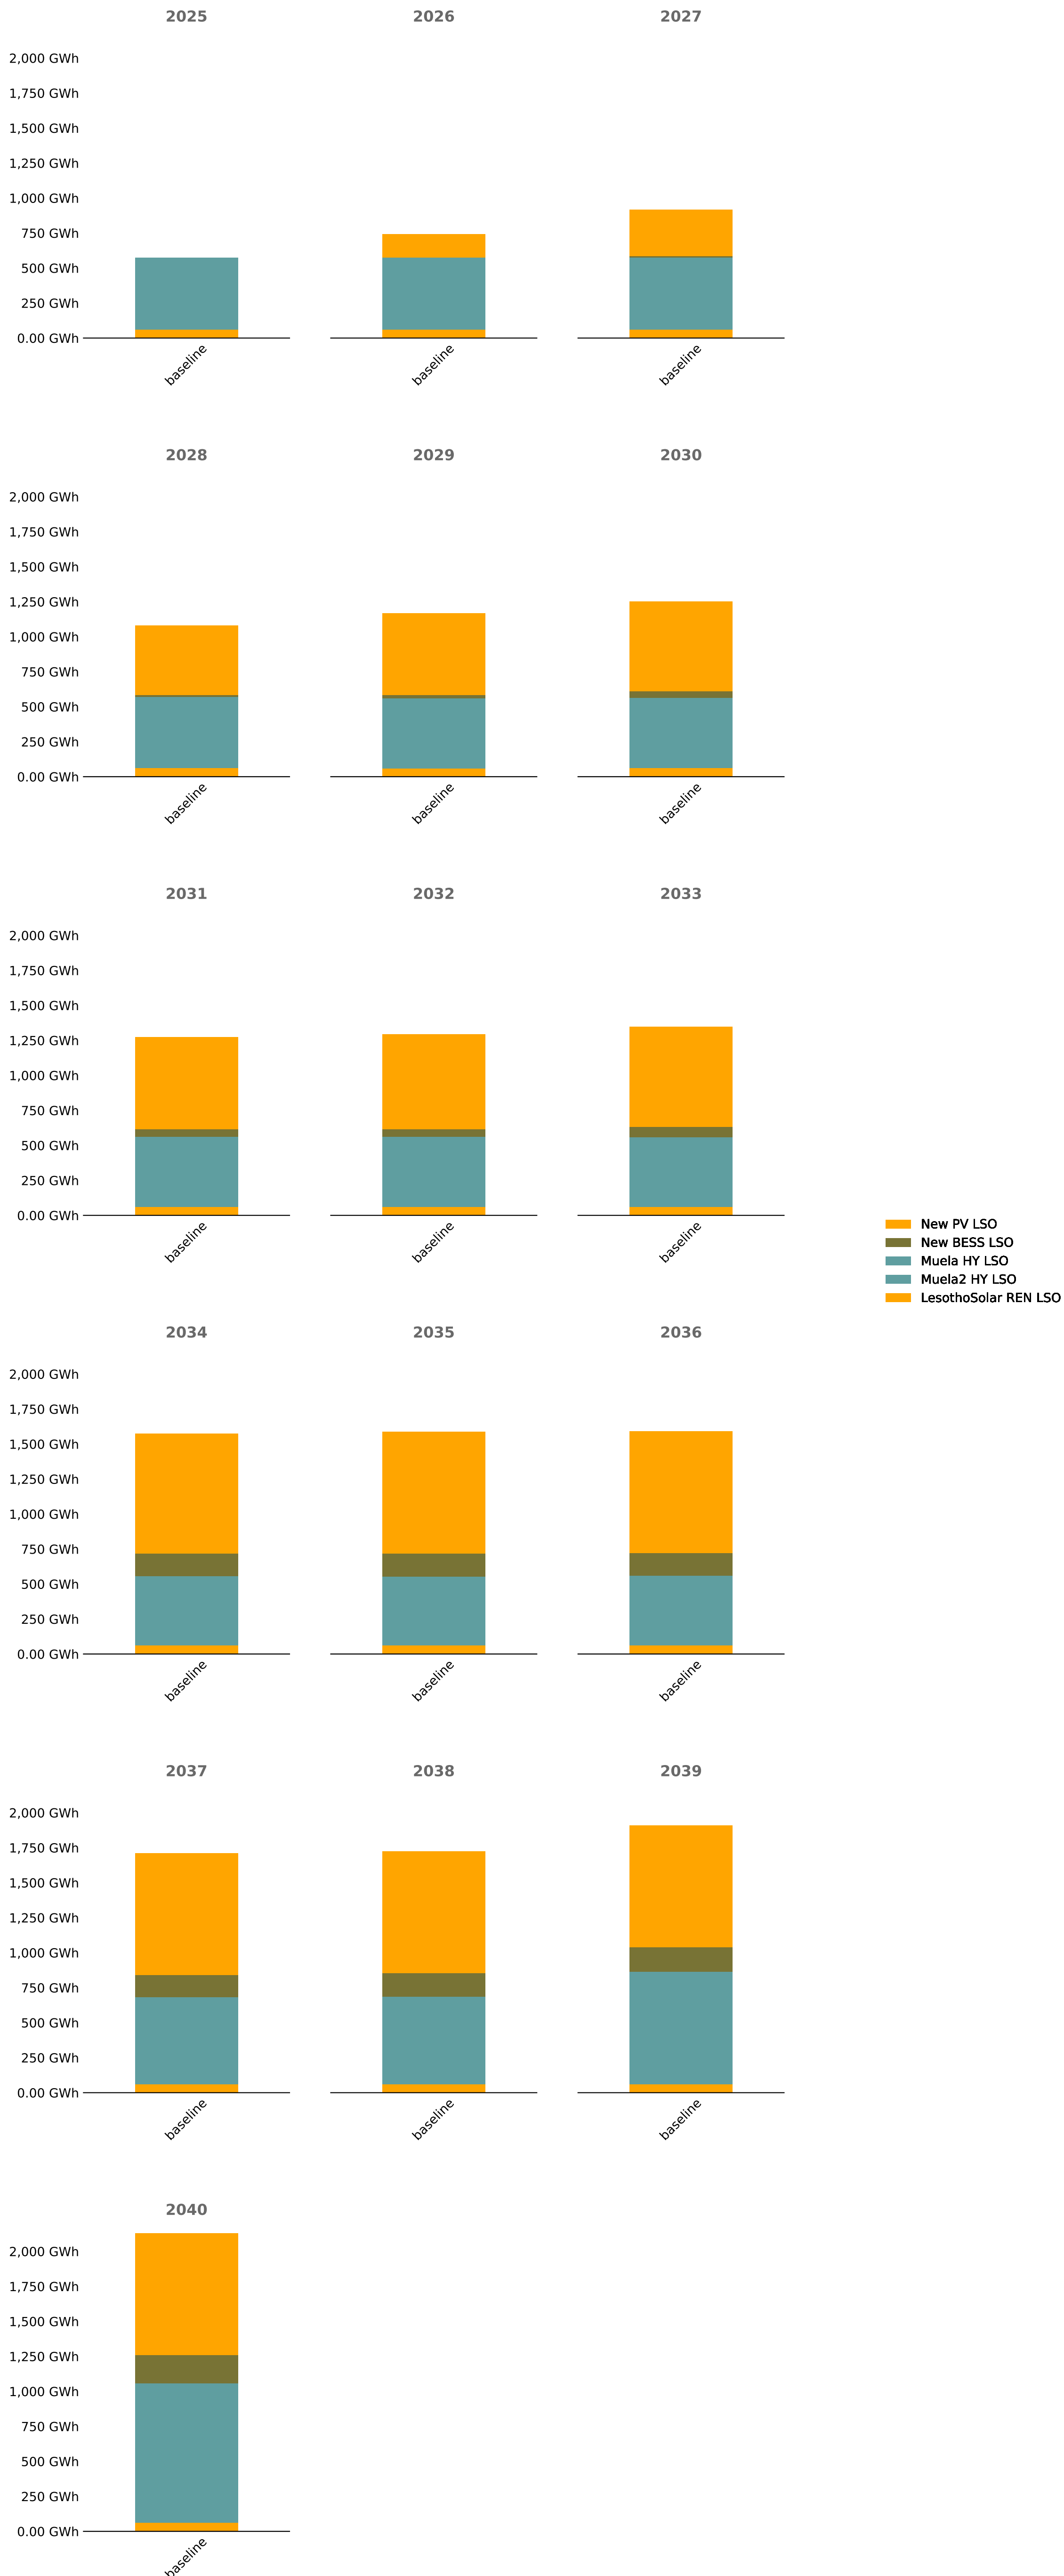 2025 2026 2027
2,000 GWh
1,750 GWh
1,500 GWh
1,250 GWh
1,000 GWh
750 GWh
500 GWh
250 GWh
0.00 GWh
baseline baseline baseline
2028 2029 2030
2,000 GWh
1,750 GWh
1,500 GWh
1,250 GWh
1,000 GWh
750 GWh
500 GWh
250 GWh
0.00 GWh
baseline baseline baseline
2031 2032 2033
2,000 GWh
1,750 GWh
1,500 GWh
1,250 GWh
1,000 GWh
750 GWh
500 GWh
250 GWh
0.00 GWh
baseline baseline baseline
New PV LSO
New BESS LSO
Muela HY LSO
Muela2 HY LSO
LesothoSolar REN LSO
2034 2035 2036
2,000 GWh
1,750 GWh
1,500 GWh
1,250 GWh
1,000 GWh
750 GWh
500 GWh
250 GWh
0.00 GWh
baseline baseline baseline
2037 2038 2039
2,000 GWh
1,750 GWh
1,500 GWh
1,250 GWh
1,000 GWh
750 GWh
500 GWh
250 GWh
0.00 GWh
baseline baseline baseline
2040
2,000 GWh
1,750 GWh
1,500 GWh
1,250 GWh
1,000 GWh
750 GWh
500 GWh
250 GWh
0.00 GWh
baseline